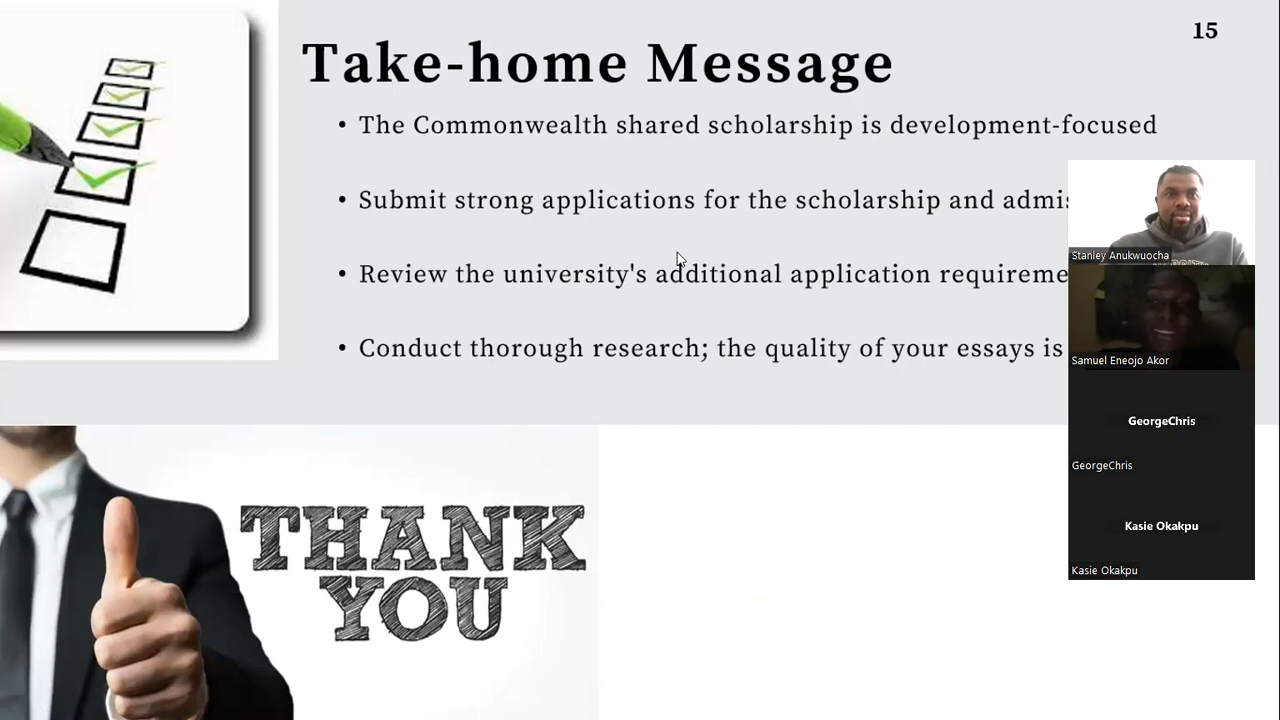 15
Take-home Message
• The Commonwealth shared scholarship is development-focused
• Submit strong applications for the scholarship and admis
• Review the university's additional application requireme
• Conduct thorough research; the quality of your essays is
Stanley Anukwuocha
Samuel Eneojo Akor
GeorgeChris
GeorgeChris
Kasie Okakpu
Kasie Okakpu
THANK
YOU